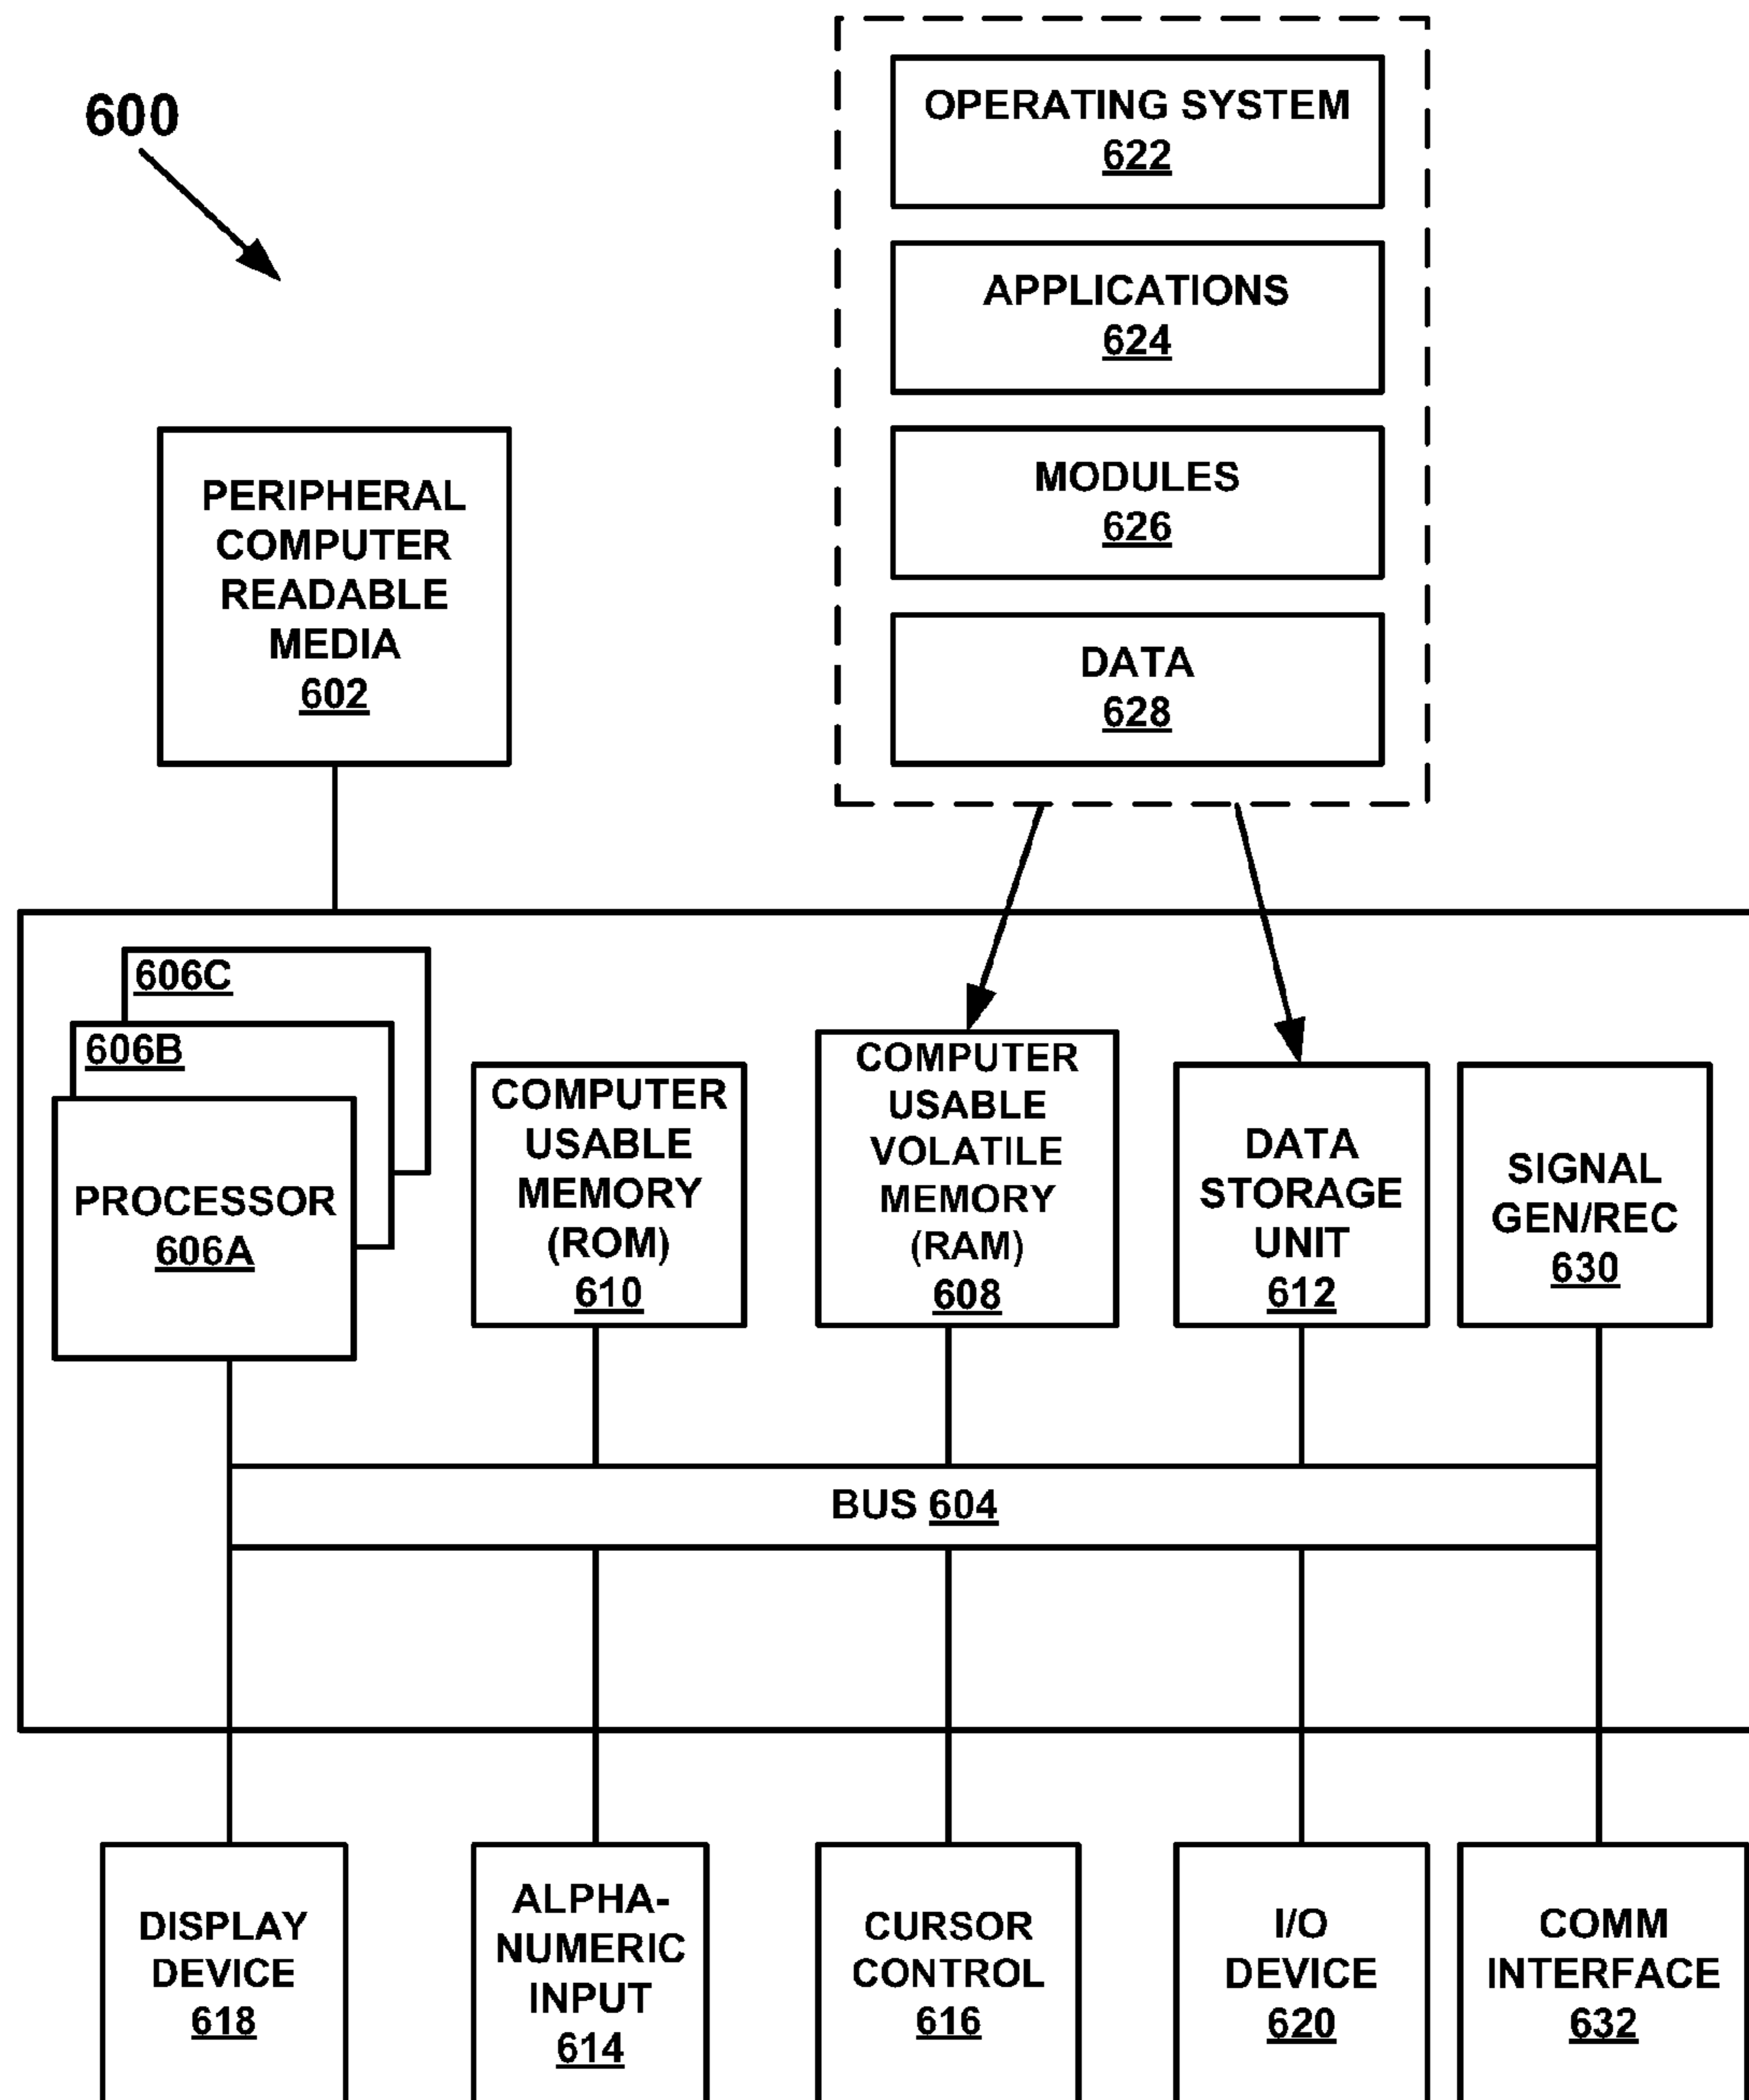 600
OPERATING SYSTEM
622
APPLICATIONS
624
MODULES
626
DATA
628
PERIPHERAL
COMPUTER
READABLE
MEDIA
602
606C
606B
PROCESSOR
606A
COMPUTER
USABLE
MEMORY
(ROM)
610
COMPUTER
USABLE
VOLATILE
MEMORY
(RAM)
608
DATA
STORAGE
UNIT
612
SIGNAL
GEN/REC
630
BUS 604
DISPLAY
DEVICE
618
ALPHA-
NUMERIC
INPUT
614
CURSOR
CONTROL
616
I/O
DEVICE
620
COMM
INTERFACE
632